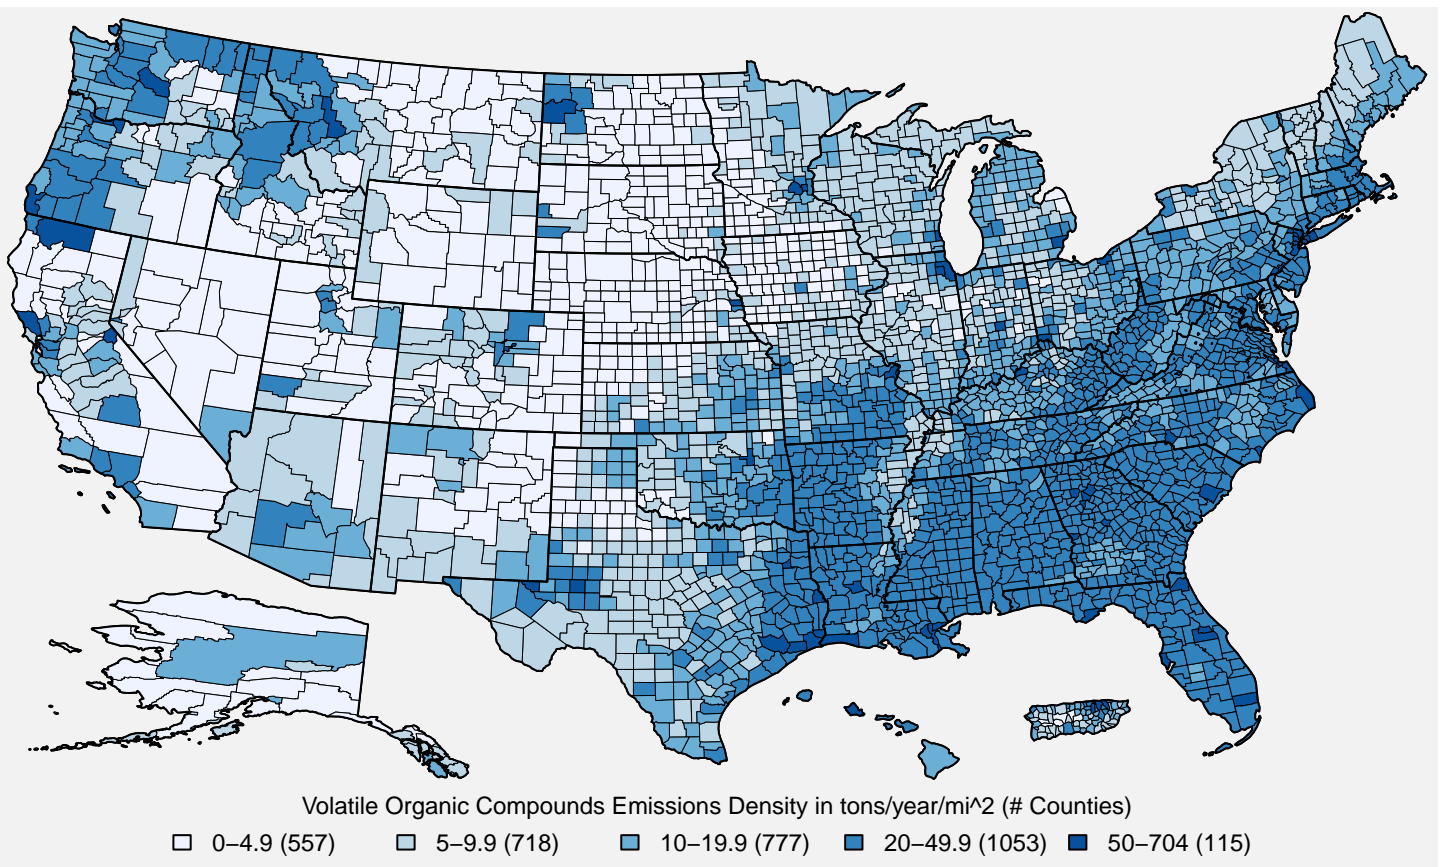 Volatile Organic Compounds Emissions Density in tons/year/mi^2 (# Counties)
0−4.9 (557) 5−9.9 (718) 10−19.9 (777) 20−49.9 (1053) 50−704 (115)